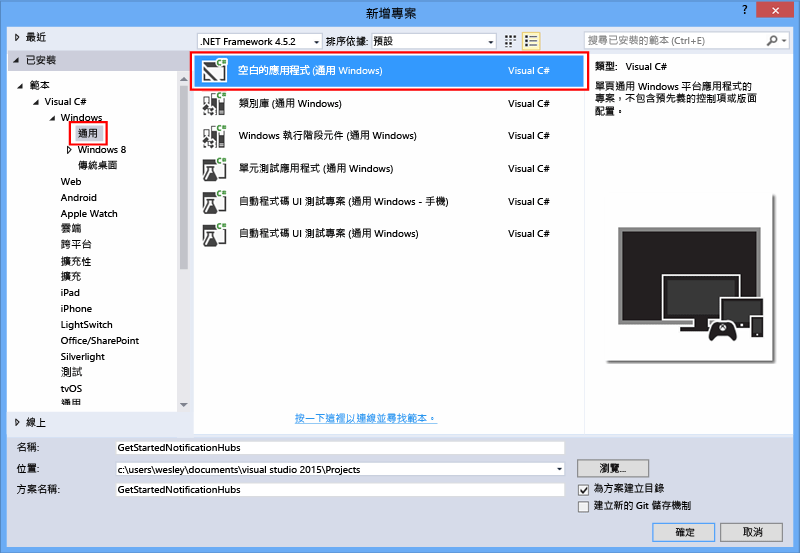 新增專案
最近
.NET Framework 4.5.2 排序依據: 預設
搜尋已安裝的範本 (Ctrl+E)
已安裝
範本
Visual C#
Windows
通用
Windows 8
傳統桌面
Web
Android
Apple Watch
雲端
跨平台
擴充性
擴充
iPad
iPhone
LightSwitch
Office/SharePoint
Silverlight
測試
tvOS
通用
線上
空白的應用程式 (通用 Windows) Visual C#
類別庫 (通用 Windows) Visual C#
Windows 執行階段元件 (通用 Windows) Visual C#
單元測試應用程式 (通用 Windows) Visual C#
自動程式碼 UI 測試專案 (通用 Windows - 手機) Visual C#
自動程式碼 UI 測試專案 (通用 Windows) Visual C#
按一下這裡以連線並尋找範本。
類型: Visual C#
單頁通用 Windows 平台應用程式的
專案，不包含預先義的控制項或版面
配置。
名稱: GetStartedNotificationHubs
位置: c:\users\wesley\documents\visual studio 2015\Projects
瀏覽...
方案名稱: GetStartedNotificationHubs
為方案建立目錄
建立新的 Git 儲存機制
確定
取消